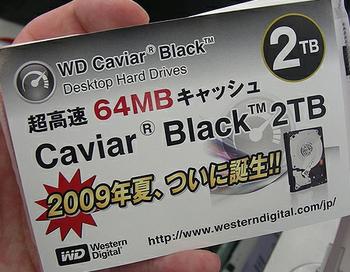 WD Caviar® Black™
Desktop Hard Drives
2TB
超高速 64MB キャッシュ
Caviar® Black™ 2TB
2009年夏、ついに誕生!!
WD Western Digital®
http://www.westerndigital.com/jp/